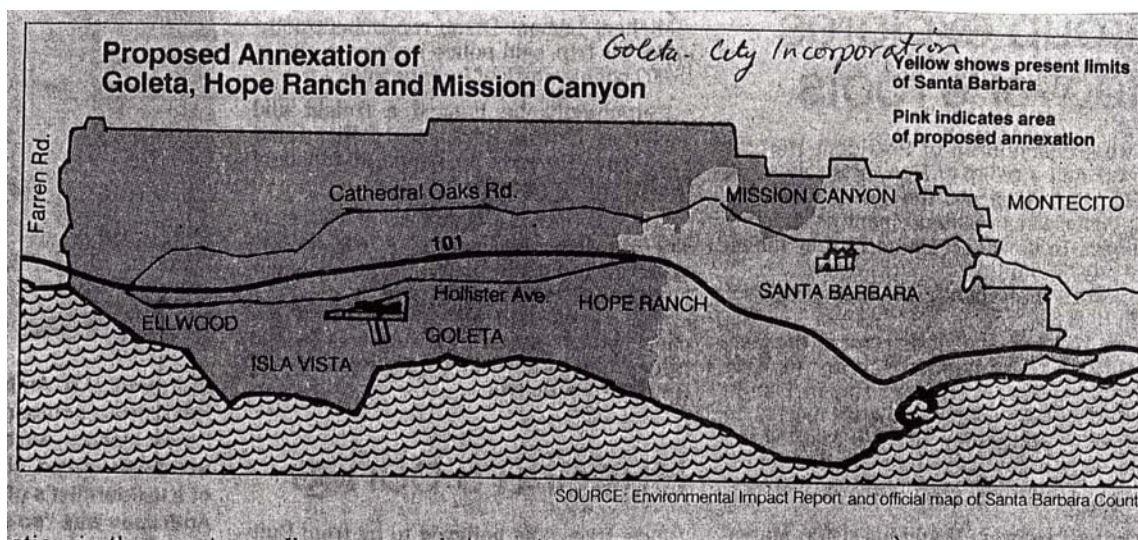 Proposed Annexation of
Goleta, Hope Ranch and Mission Canyon
Goleta - City Incorporation
Yellow shows present limits
of Santa Barbara
Pink indicates area
of proposed annexation
Farren Rd.
Cathedral Oaks Rd.
MISSION CANYON
MONTECITO
101
Hollister Ave.
HOPE RANCH
SANTA BARBARA
ELLWOOD
GOLETA
ISLA VISTA
SOURCE: Environmental Impact Report and official map of Santa Barbara Count